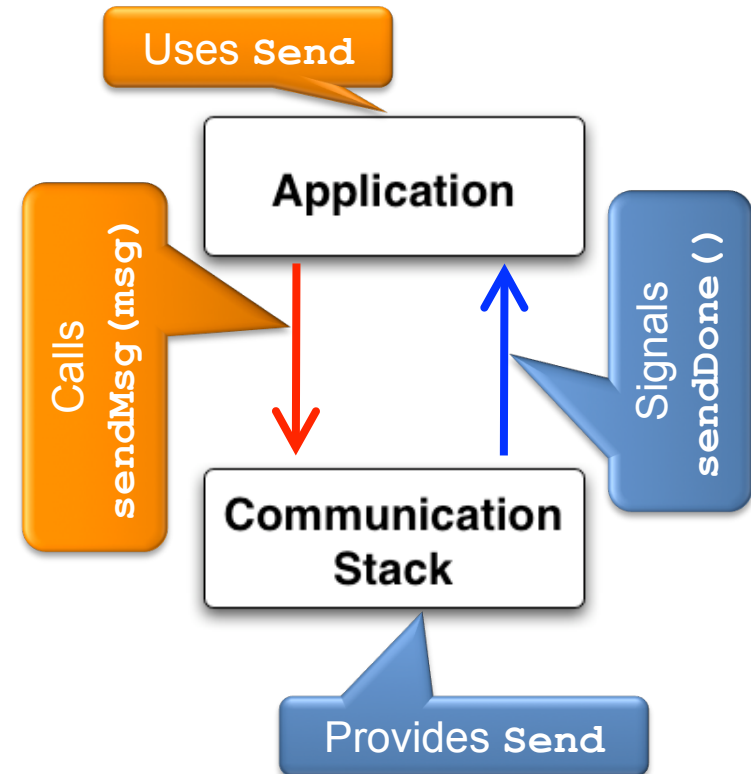 Uses Send
Application
Calls
sendMsg(msg)
Signals
sendDone()
Communication
Stack
Provides Send